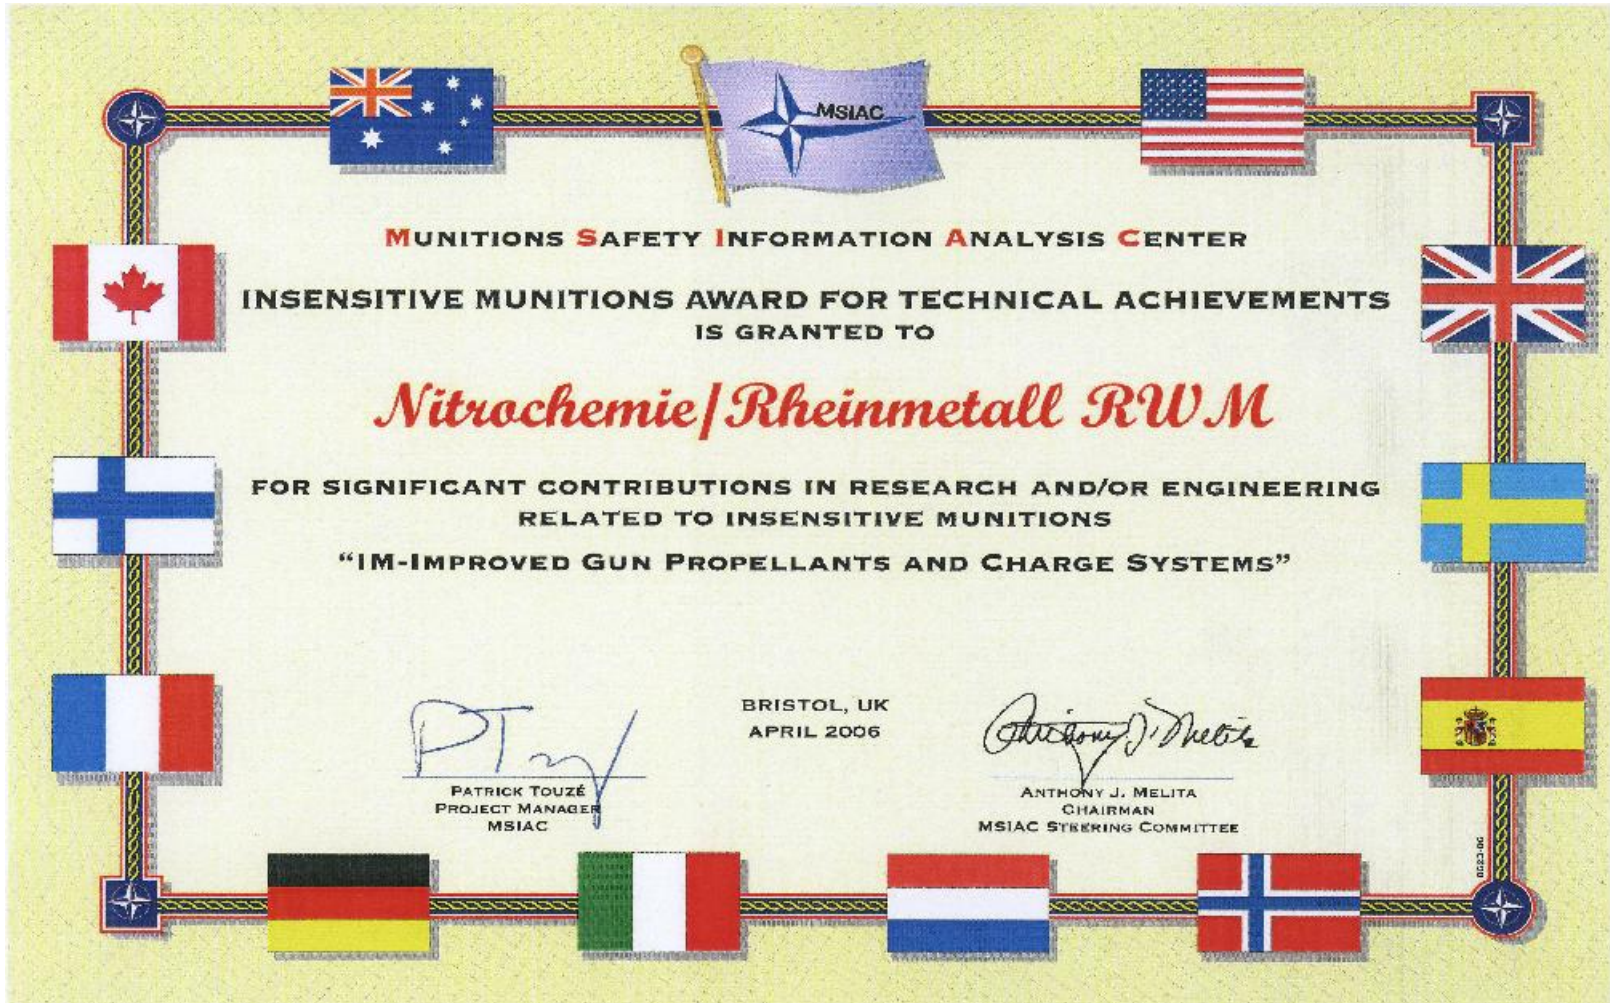 MSIAC
MUNITIONS SAFETY INFORMATION ANALYSIS CENTER
INSENSITIVE MUNITIONS AWARD FOR TECHNICAL ACHIEVEMENTS
IS GRANTED TO
Nitrochemie/Rheinmetall RWM
FOR SIGNIFICANT CONTRIBUTIONS IN RESEARCH AND/OR ENGINEERING
RELATED TO INSENSITIVE MUNITIONS
“IM-IMPROVED GUN PROPELLANTS AND CHARGE SYSTEMS”
BRISTOL, UK
APRIL 2006
PATRICK TOUZÉ
PROJECT MANAGER
MSIAC
Anthony J. Melita
ANTHONY J. MELITA
CHAIRMAN
MSIAC STEERING COMMITTEE